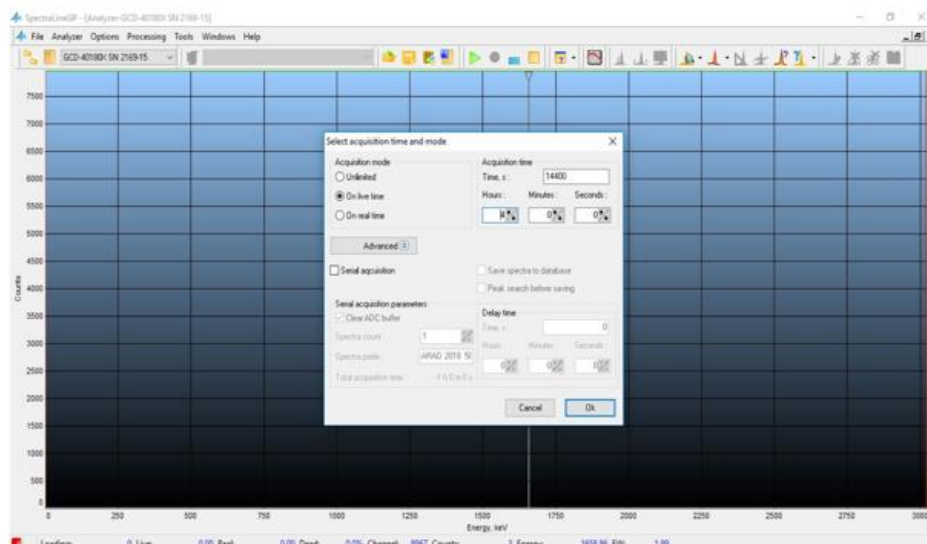 SpectraLineGP - [Analyzer-GCD-40180X SN 2169-15]
File Analyzer Options Processing Tools Windows Help
GCD-40180X SN 2169-15
Select acquisition time and mode
Acquisition mode
Unlimited
On live time
On real time
Acquisition time
Time, s : 14400
Hours : Minutes : Seconds :
4 0 0
Advanced
Serial acquisition
Save spectra to database
Peak search before saving
Serial acquisition parameters
Clear ADC buffer
Spectra count : 1
Spectra prefix : ARAD 2018
Total acquisition time :
Delay time
Time, s : 0
Hours : Minutes : Seconds :
0 0 0
Cancel Ok
Counts
7500
7000
6500
6000
5500
5000
4500
4000
3500
3000
2500
2000
1500
1000
500
0
0 250 500 750 1000 1250 1500 1750 2000 2250 2500 2750 3000
Energy, keV
Loading: 0 Live: 0.00 Real: 0.00 Dead: 0.0% Channel: 8967 Counts: Energy: 1658.86 1.99